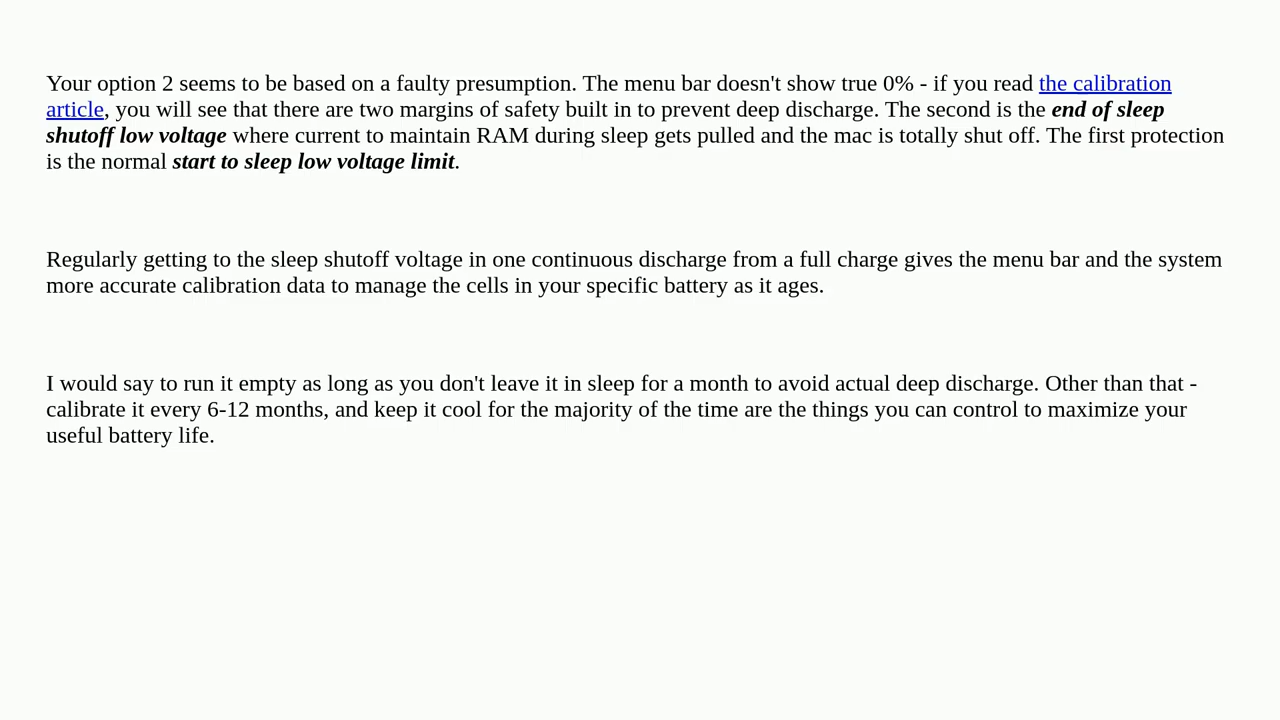 Your option 2 seems to be based on a faulty presumption. The menu bar doesn't show true 0% - if you read the calibration
article, you will see that there are two margins of safety built in to prevent deep discharge. The second is the end of sleep
shutoff low voltage where current to maintain RAM during sleep gets pulled and the mac is totally shut off. The first protection
is the normal start to sleep low voltage limit.
Regularly getting to the sleep shutoff voltage in one continuous discharge from a full charge gives the menu bar and the system
more accurate calibration data to manage the cells in your specific battery as it ages.
I would say to run it empty as long as you don't leave it in sleep for a month to avoid actual deep discharge. Other than that -
calibrate it every 6-12 months, and keep it cool for the majority of the time are the things you can control to maximize your
useful battery life.